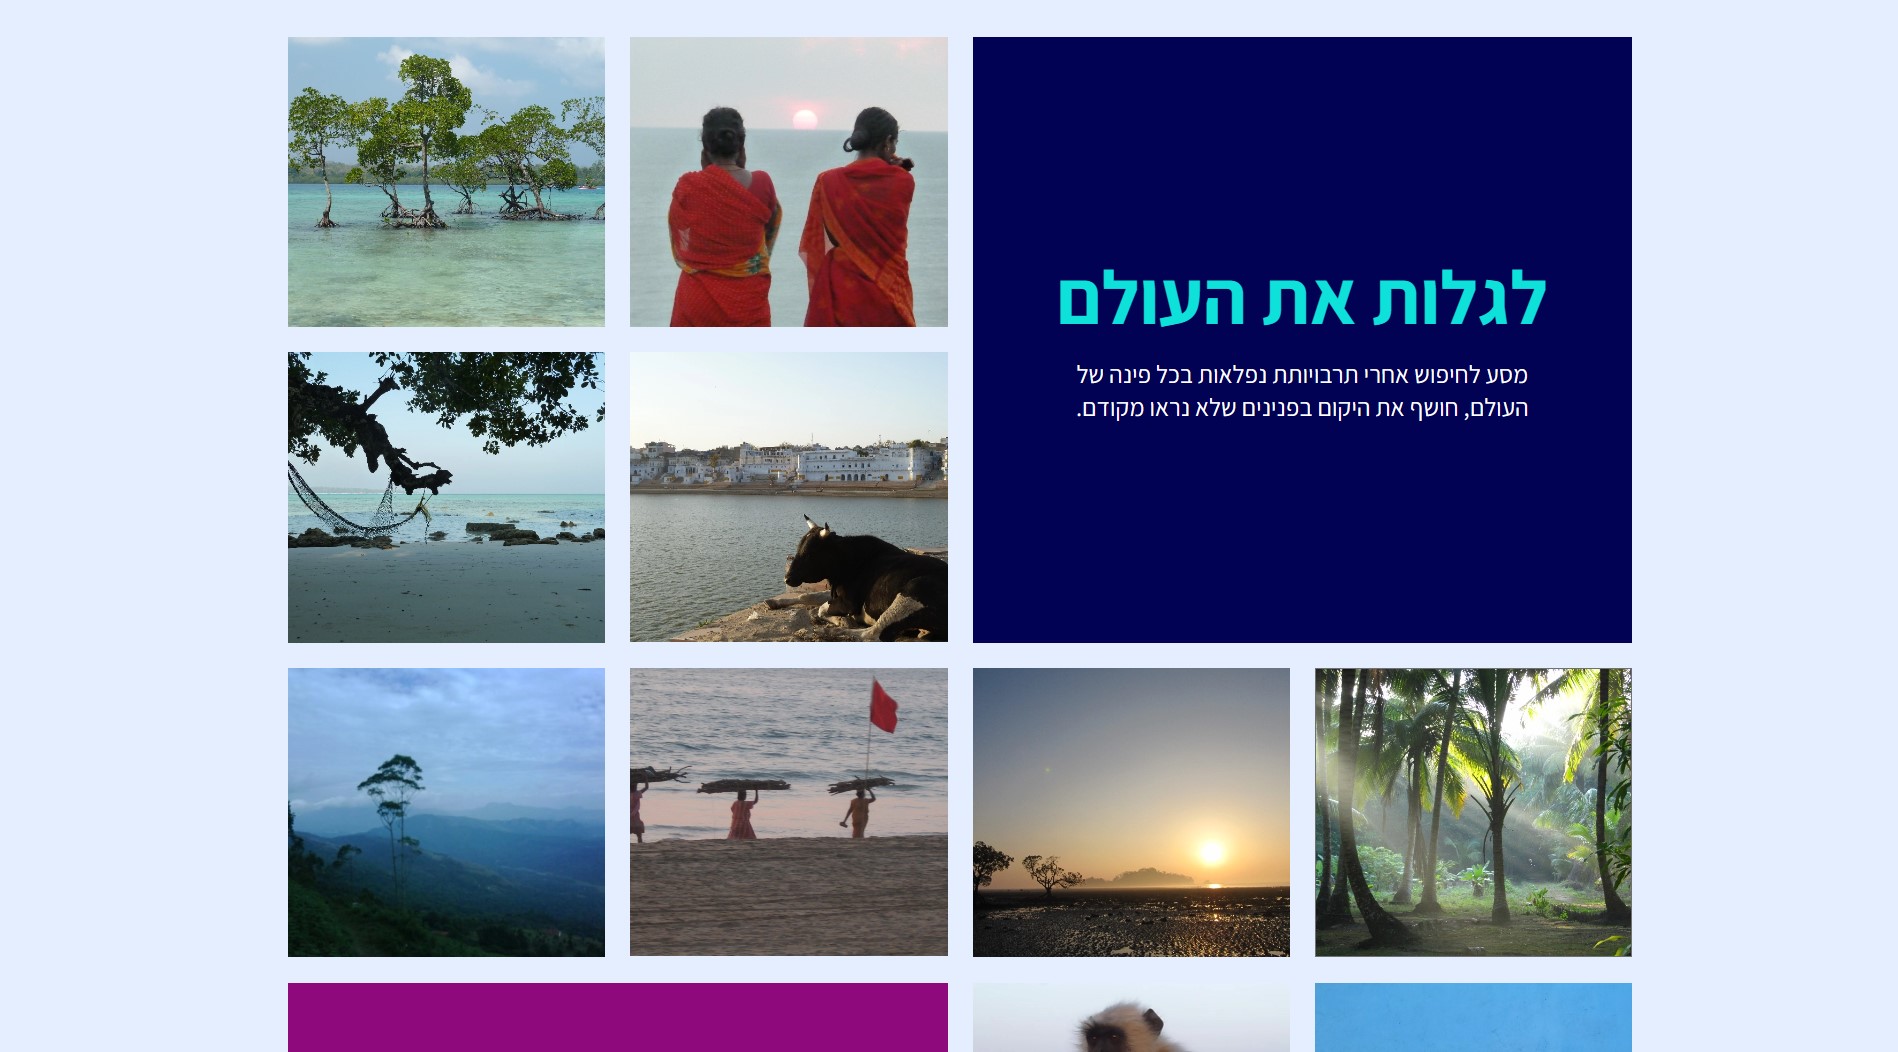 לגלות את העולם
מסע לחיפוש אחרי תרבויותת נפלאות בכל פינה של
העולם, חושף את היקום בפנינים שלא נראו מקודם.